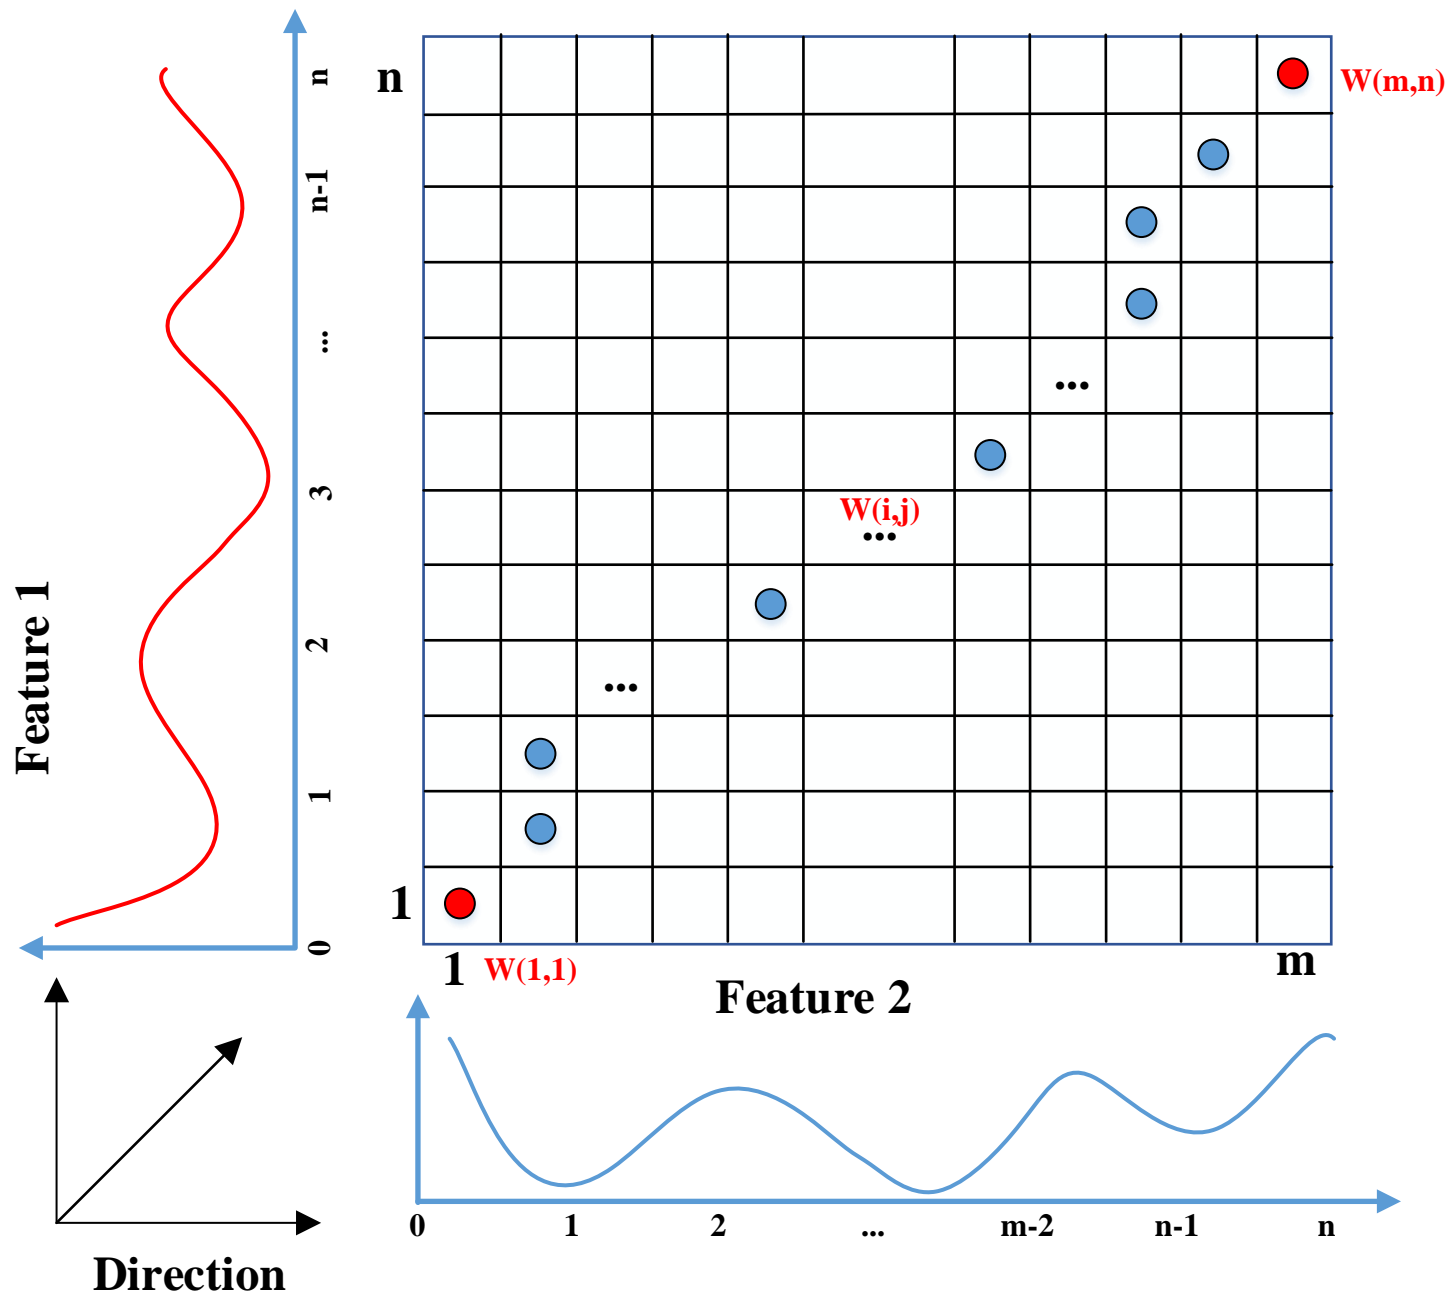 n
n-1
...
3
2
1
0
Feature 1
n
W(m,n)
...
W(i,j)
...
...
1
1
W(1,1)
m
Feature 2
0 1 2 ... m-2 n-1 n
Direction